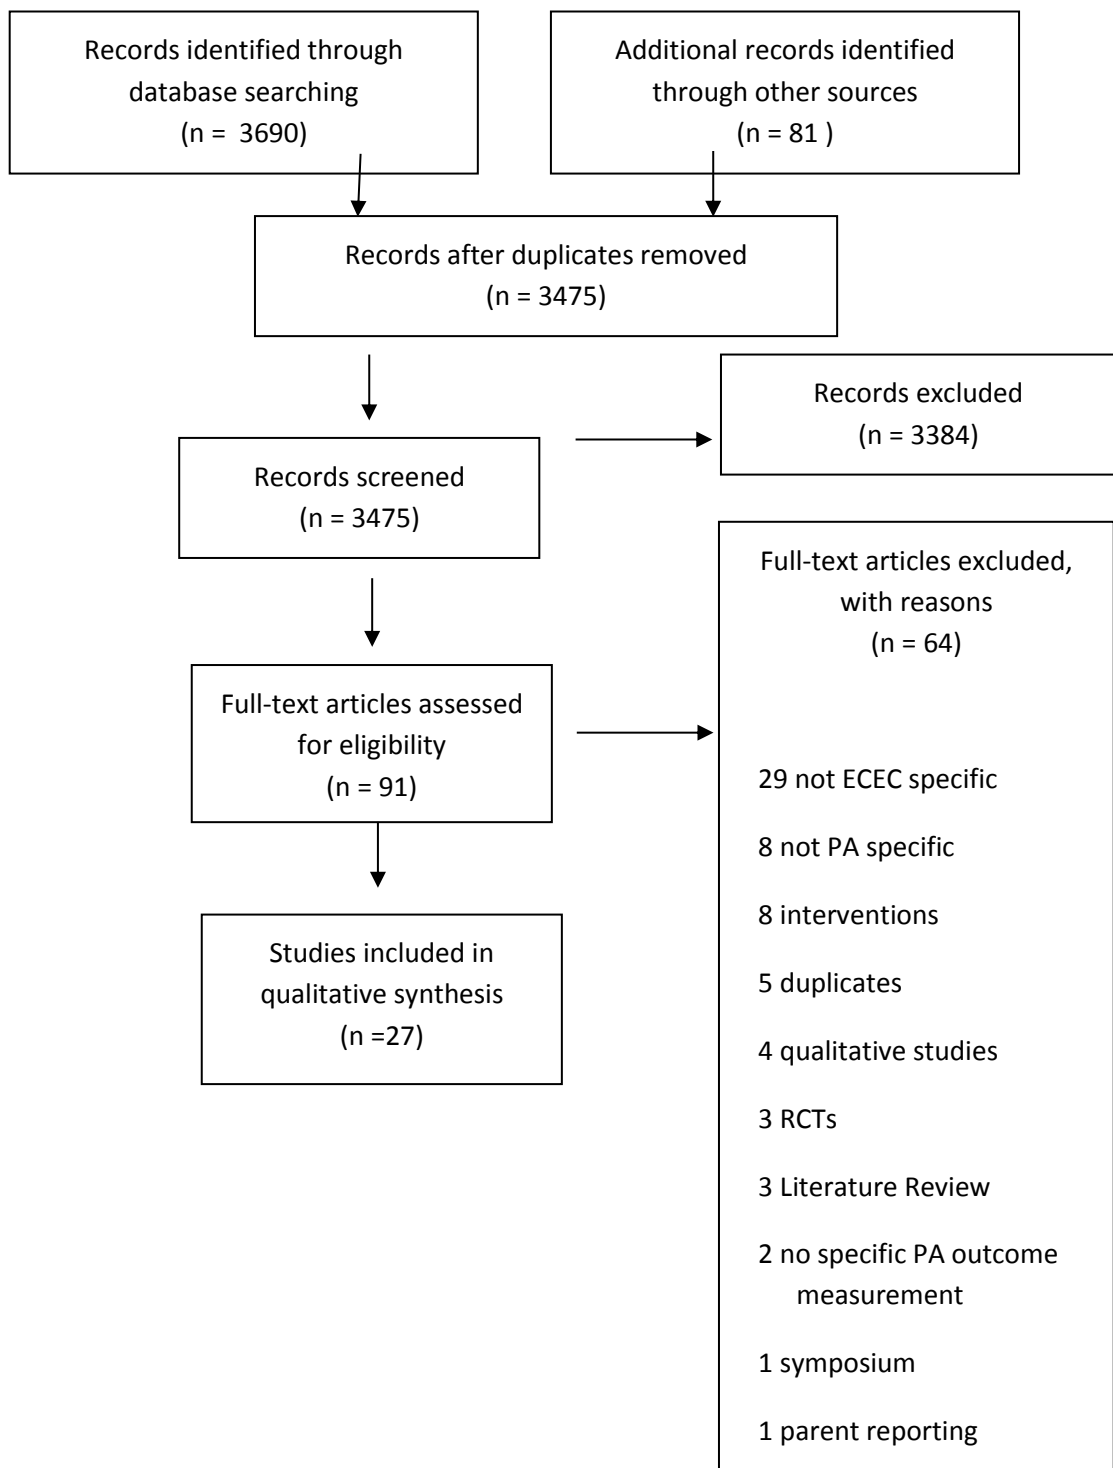 Records identified through
database searching
(n =  3690)
Additional records identified
through other sources
(n = 81 )
Records after duplicates removed
(n = 3475)
Records excluded
(n = 3384)
Records screened
(n = 3475)
Full-text articles excluded,
with reasons
(n = 64)
29 not ECEC specific
8 not PA specific
8 interventions
5 duplicates
4 qualitative studies
3 RCTs
3 Literature Review
2 no specific PA outcome
measurement
1 symposium
1 parent reporting
Full-text articles assessed
for eligibility
(n = 91)
Studies included in
qualitative synthesis
(n =27)